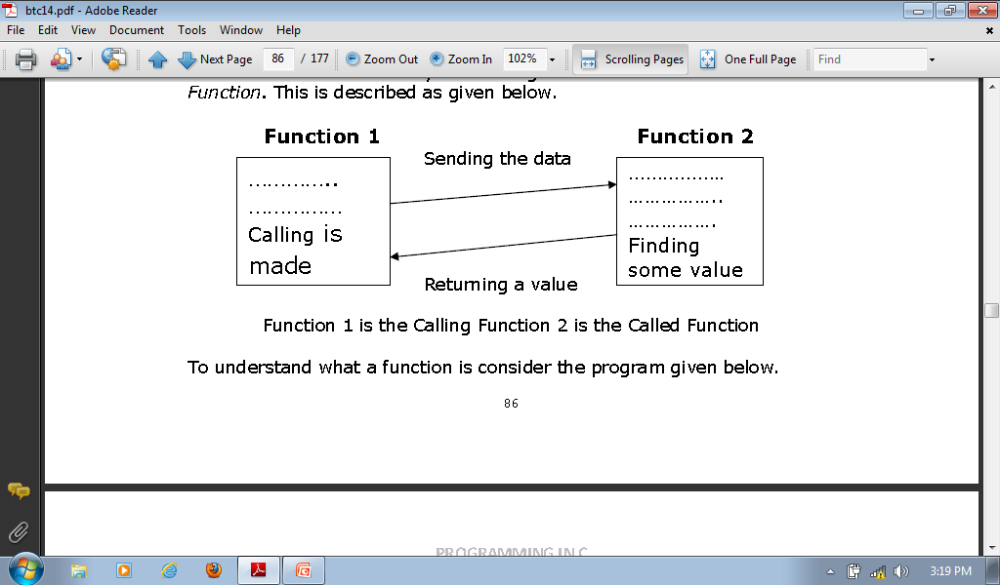 btc14.pdf - Adobe Reader
File Edit View Document Tools Window Help
Next Page 86 / 177 Zoom Out Zoom In 102% Scrolling Pages One Full Page Find
Function. This is described as given below.
Function 1 Function 2
Sending the data
.............. 
...............
Calling is
made
................
................
...............
Finding
some value
Returning a value
Function 1 is the Calling Function 2 is the Called Function
To understand what a function is consider the program given below.
86
PROGRAMMING IN C
3:19 PM